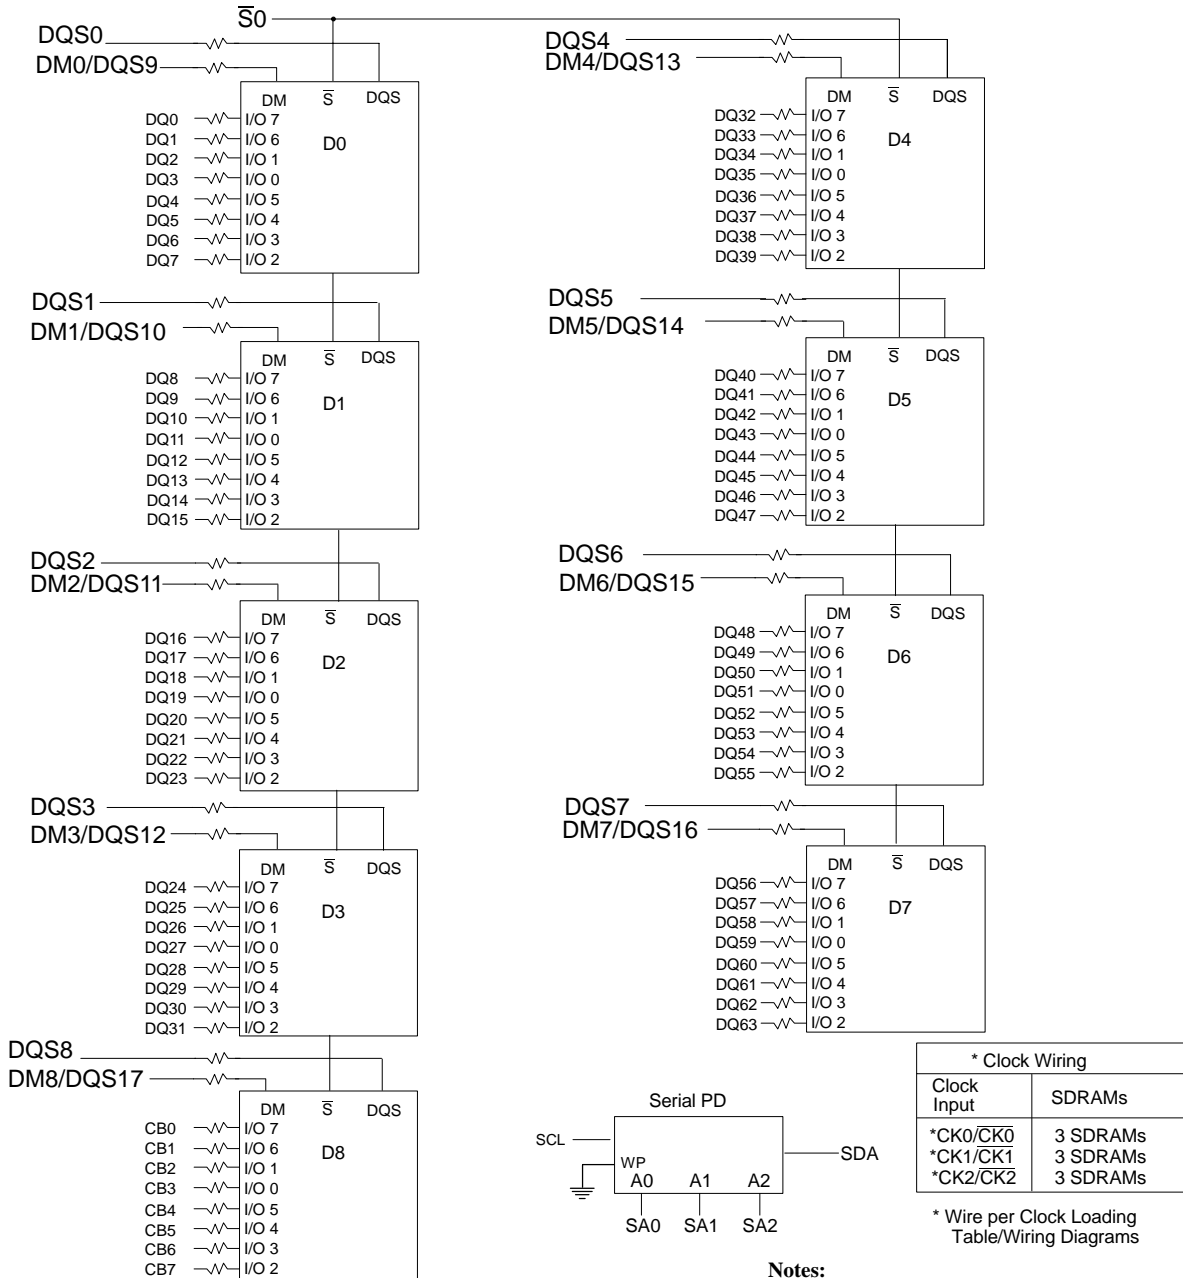 S̅0
DQS0
DM0/DQS9
DM S̅ DQS
D0
DQ0 I/O 7
DQ1 I/O 6
DQ2 I/O 1
DQ3 I/O 0
DQ4 I/O 5
DQ5 I/O 4
DQ6 I/O 3
DQ7 I/O 2
DQS1
DM1/DQS10
DM S̅ DQS
D1
DQ8 I/O 7
DQ9 I/O 6
DQ10 I/O 1
DQ11 I/O 0
DQ12 I/O 5
DQ13 I/O 4
DQ14 I/O 3
DQ15 I/O 2
DQS2
DM2/DQS11
DM S̅ DQS
D2
DQ16 I/O 7
DQ17 I/O 6
DQ18 I/O 1
DQ19 I/O 0
DQ20 I/O 5
DQ21 I/O 4
DQ22 I/O 3
DQ23 I/O 2
DQS3
DM3/DQS12
DM S̅ DQS
D3
DQ24 I/O 7
DQ25 I/O 6
DQ26 I/O 1
DQ27 I/O 0
DQ28 I/O 5
DQ29 I/O 4
DQ30 I/O 3
DQ31 I/O 2
DQS8
DM8/DQS17
DM S̅ DQS
D8
CB0 I/O 7
CB1 I/O 6
CB2 I/O 1
CB3 I/O 0
CB4 I/O 5
CB5 I/O 4
CB6 I/O 3
CB7 I/O 2
DQS4
DM4/DQS13
DM S̅ DQS
D4
DQ32 I/O 7
DQ33 I/O 6
DQ34 I/O 1
DQ35 I/O 0
DQ36 I/O 5
DQ37 I/O 4
DQ38 I/O 3
DQ39 I/O 2
DQS5
DM5/DQS14
DM S̅ DQS
D5
DQ40 I/O 7
DQ41 I/O 6
DQ42 I/O 1
DQ43 I/O 0
DQ44 I/O 5
DQ45 I/O 4
DQ46 I/O 3
DQ47 I/O 2
DQS6
DM6/DQS15
DM S̅ DQS
D6
DQ48 I/O 7
DQ49 I/O 6
DQ50 I/O 1
DQ51 I/O 0
DQ52 I/O 5
DQ53 I/O 4
DQ54 I/O 3
DQ55 I/O 2
DQS7
DM7/DQS16
DM S̅ DQS
D7
DQ56 I/O 7
DQ57 I/O 6
DQ58 I/O 1
DQ59 I/O 0
DQ60 I/O 5
DQ61 I/O 4
DQ62 I/O 3
DQ63 I/O 2
Serial PD
SCL
WP
SDA
A0 A1 A2
SA0 SA1 SA2
* Clock Wiring
Clock
Input
SDRAMs
*CK0/C̅K̅0̅ 3 SDRAMs
*CK1/C̅K̅1̅ 3 SDRAMs
*CK2/C̅K̅2̅ 3 SDRAMs
* Wire per Clock Loading
Table/Wiring Diagrams
Notes: